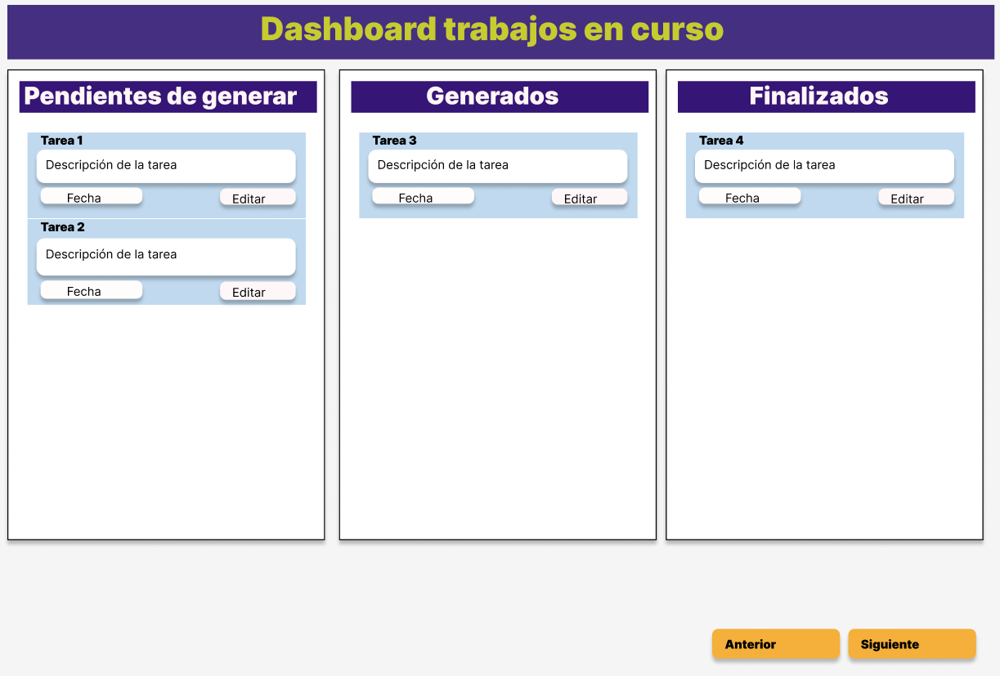 Dashboard trabajos en curso
Pendientes de generar
Tarea 1
Descripción de la tarea
Fecha
Editar
Tarea 2
Descripción de la tarea
Fecha
Editar
Generados
Tarea 3
Descripción de la tarea
Fecha
Editar
Finalizados
Tarea 4
Descripción de la tarea
Fecha
Editar
Anterior
Siguiente